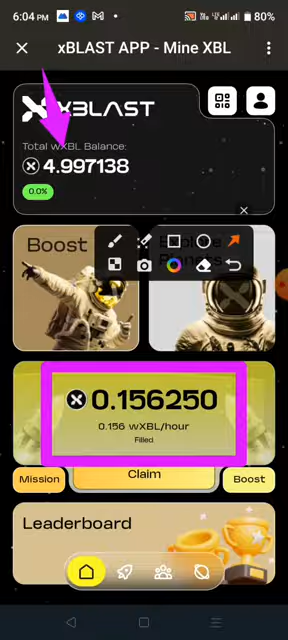 6:04 PM
80%
xBLAST APP - Mine XBL
XBLAST
Total wXBL Balance:
4.997138
0.0%
Boost
Planets
0.156250
0.156 wXBL/hour
Filled
Mission
Claim
Boost
Leaderboard